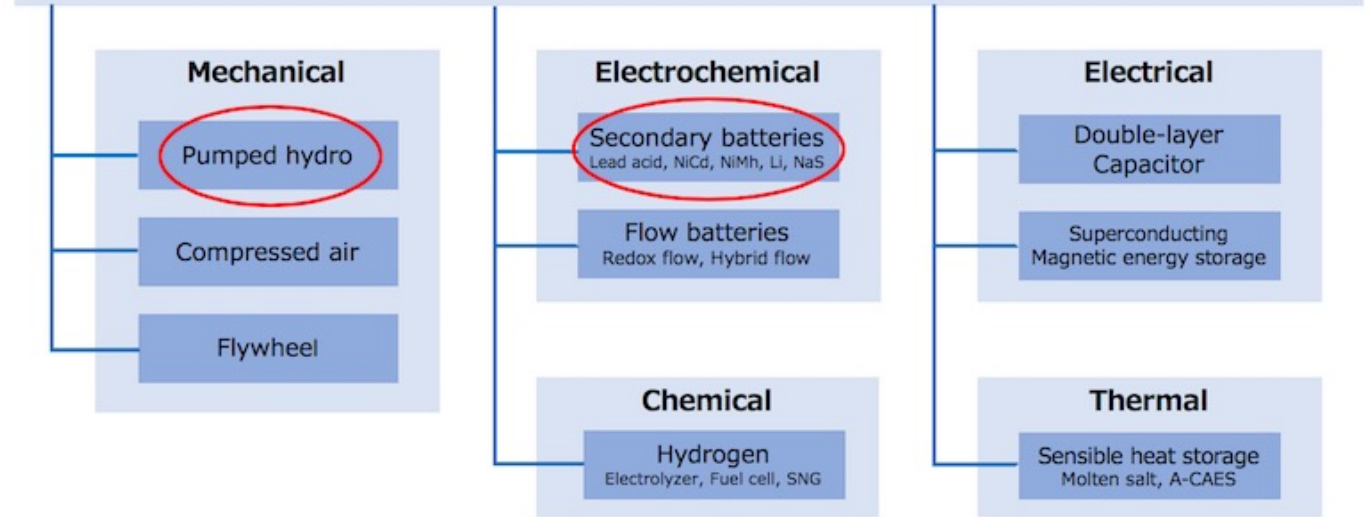 Mechanical
Pumped hydro
Compressed air
Flywheel
Electrochemical
Secondary batteries
Lead acid, NiCd, NiMh, Li, NaS
Flow batteries
Redox flow, Hybrid flow
Chemical
Hydrogen
Electrolyzer, Fuel cell, SNG
Electrical
Double-layer
Capacitor
Superconducting
Magnetic energy storage
Thermal
Sensible heat storage
Molten salt, A-CAES